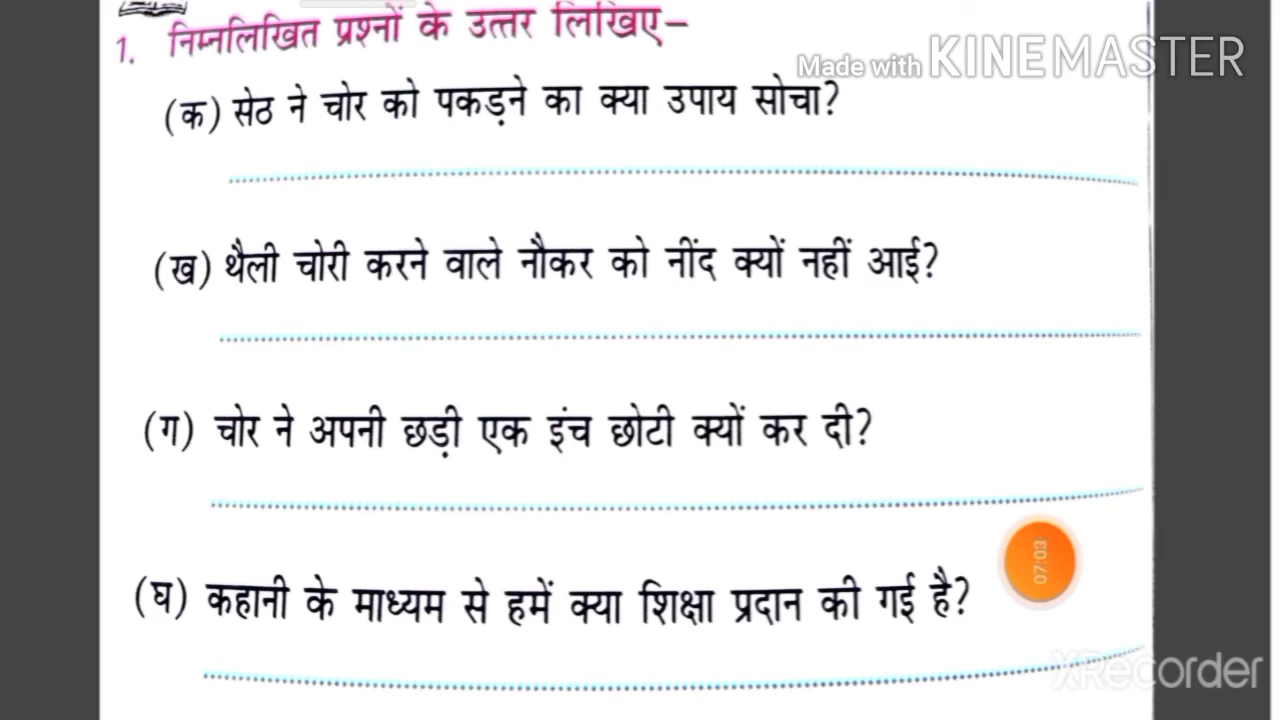 1. निम्नलिखित प्रश्नों के उत्तर लिखिए–
Made with KINEMASTER
(क) सेठ ने चोर को पकड़ने का क्या उपाय सोचा?
(ख) थैली चोरी करने वाले नौकर को नींद क्यों नहीं आई?
(ग) चोर ने अपनी छड़ी एक इंच छोटी क्यों कर दी?
07:03
(घ) कहानी के माध्यम से हमें क्या शिक्षा प्रदान की गई है?
XRecorder